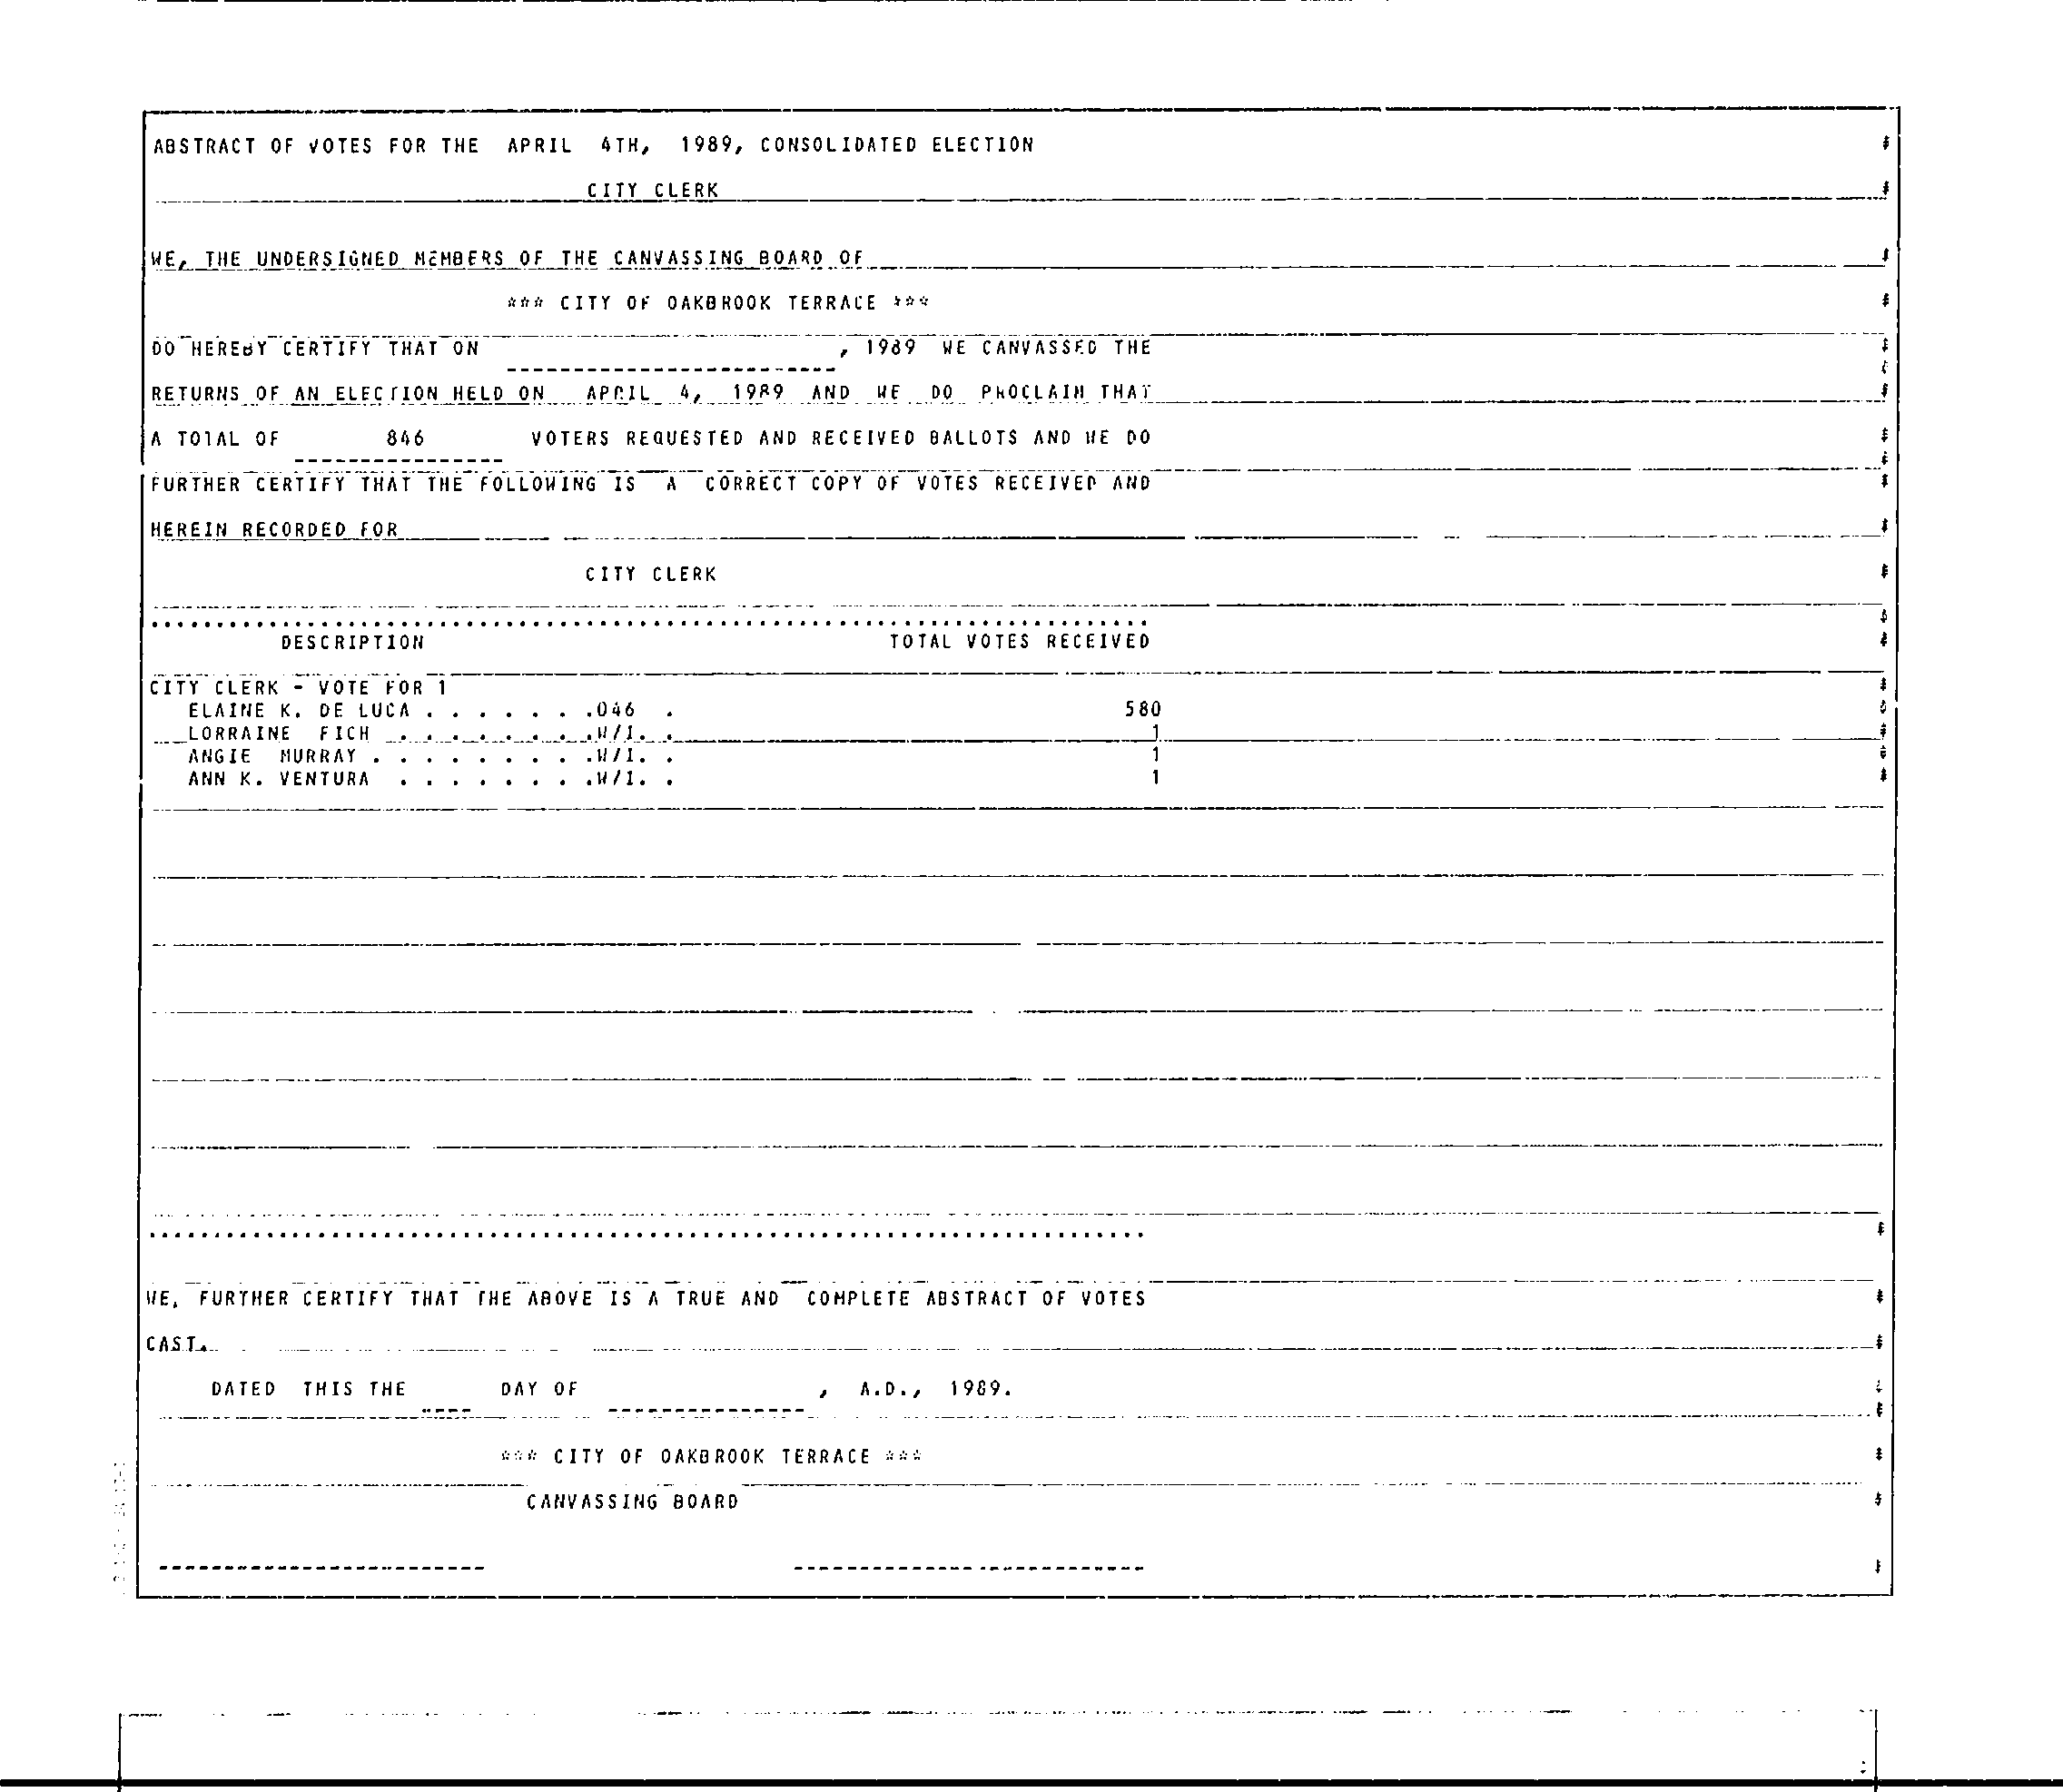 ABSTRACT OF VOTES FOR THE APRIL 4TH, 1989, CONSOLIDATED ELECTION
CITY CLERK
WE, THE UNDERSIGNED MEMBERS OF THE CANVASSING BOARD OF
*** CITY OF OAKBROOK TERRACE ***
DO HEREBY CERTIFY THAT ON ------------------------- , 1989 WE CANVASSED THE
RETURNS OF AN ELECTION HELD ON APRIL 4, 1989 AND WE DO PROCLAIM THAT
A TOTAL OF 846 VOTERS REQUESTED AND RECEIVED BALLOTS AND WE DO
FURTHER CERTIFY THAT THE FOLLOWING IS A CORRECT COPY OF VOTES RECEIVED AND
HEREIN RECORDED FOR
CITY CLERK
DESCRIPTION TOTAL VOTES RECEIVED
CITY CLERK - VOTE FOR 1
ELAINE K. DE LUCA . . . . . . .046 . 580
LORRAINE FICH . . . . . . . .W/I. . 1
ANGIE MURRAY . . . . . . . . .W/I. . 1
ANN K. VENTURA . . . . . . . .W/I. . 1
WE, FURTHER CERTIFY THAT THE ABOVE IS A TRUE AND COMPLETE ABSTRACT OF VOTES
CAST.
DATED THIS THE ---- DAY OF --------------- , A.D., 1989.
*** CITY OF OAKBROOK TERRACE ***
CANVASSING BOARD